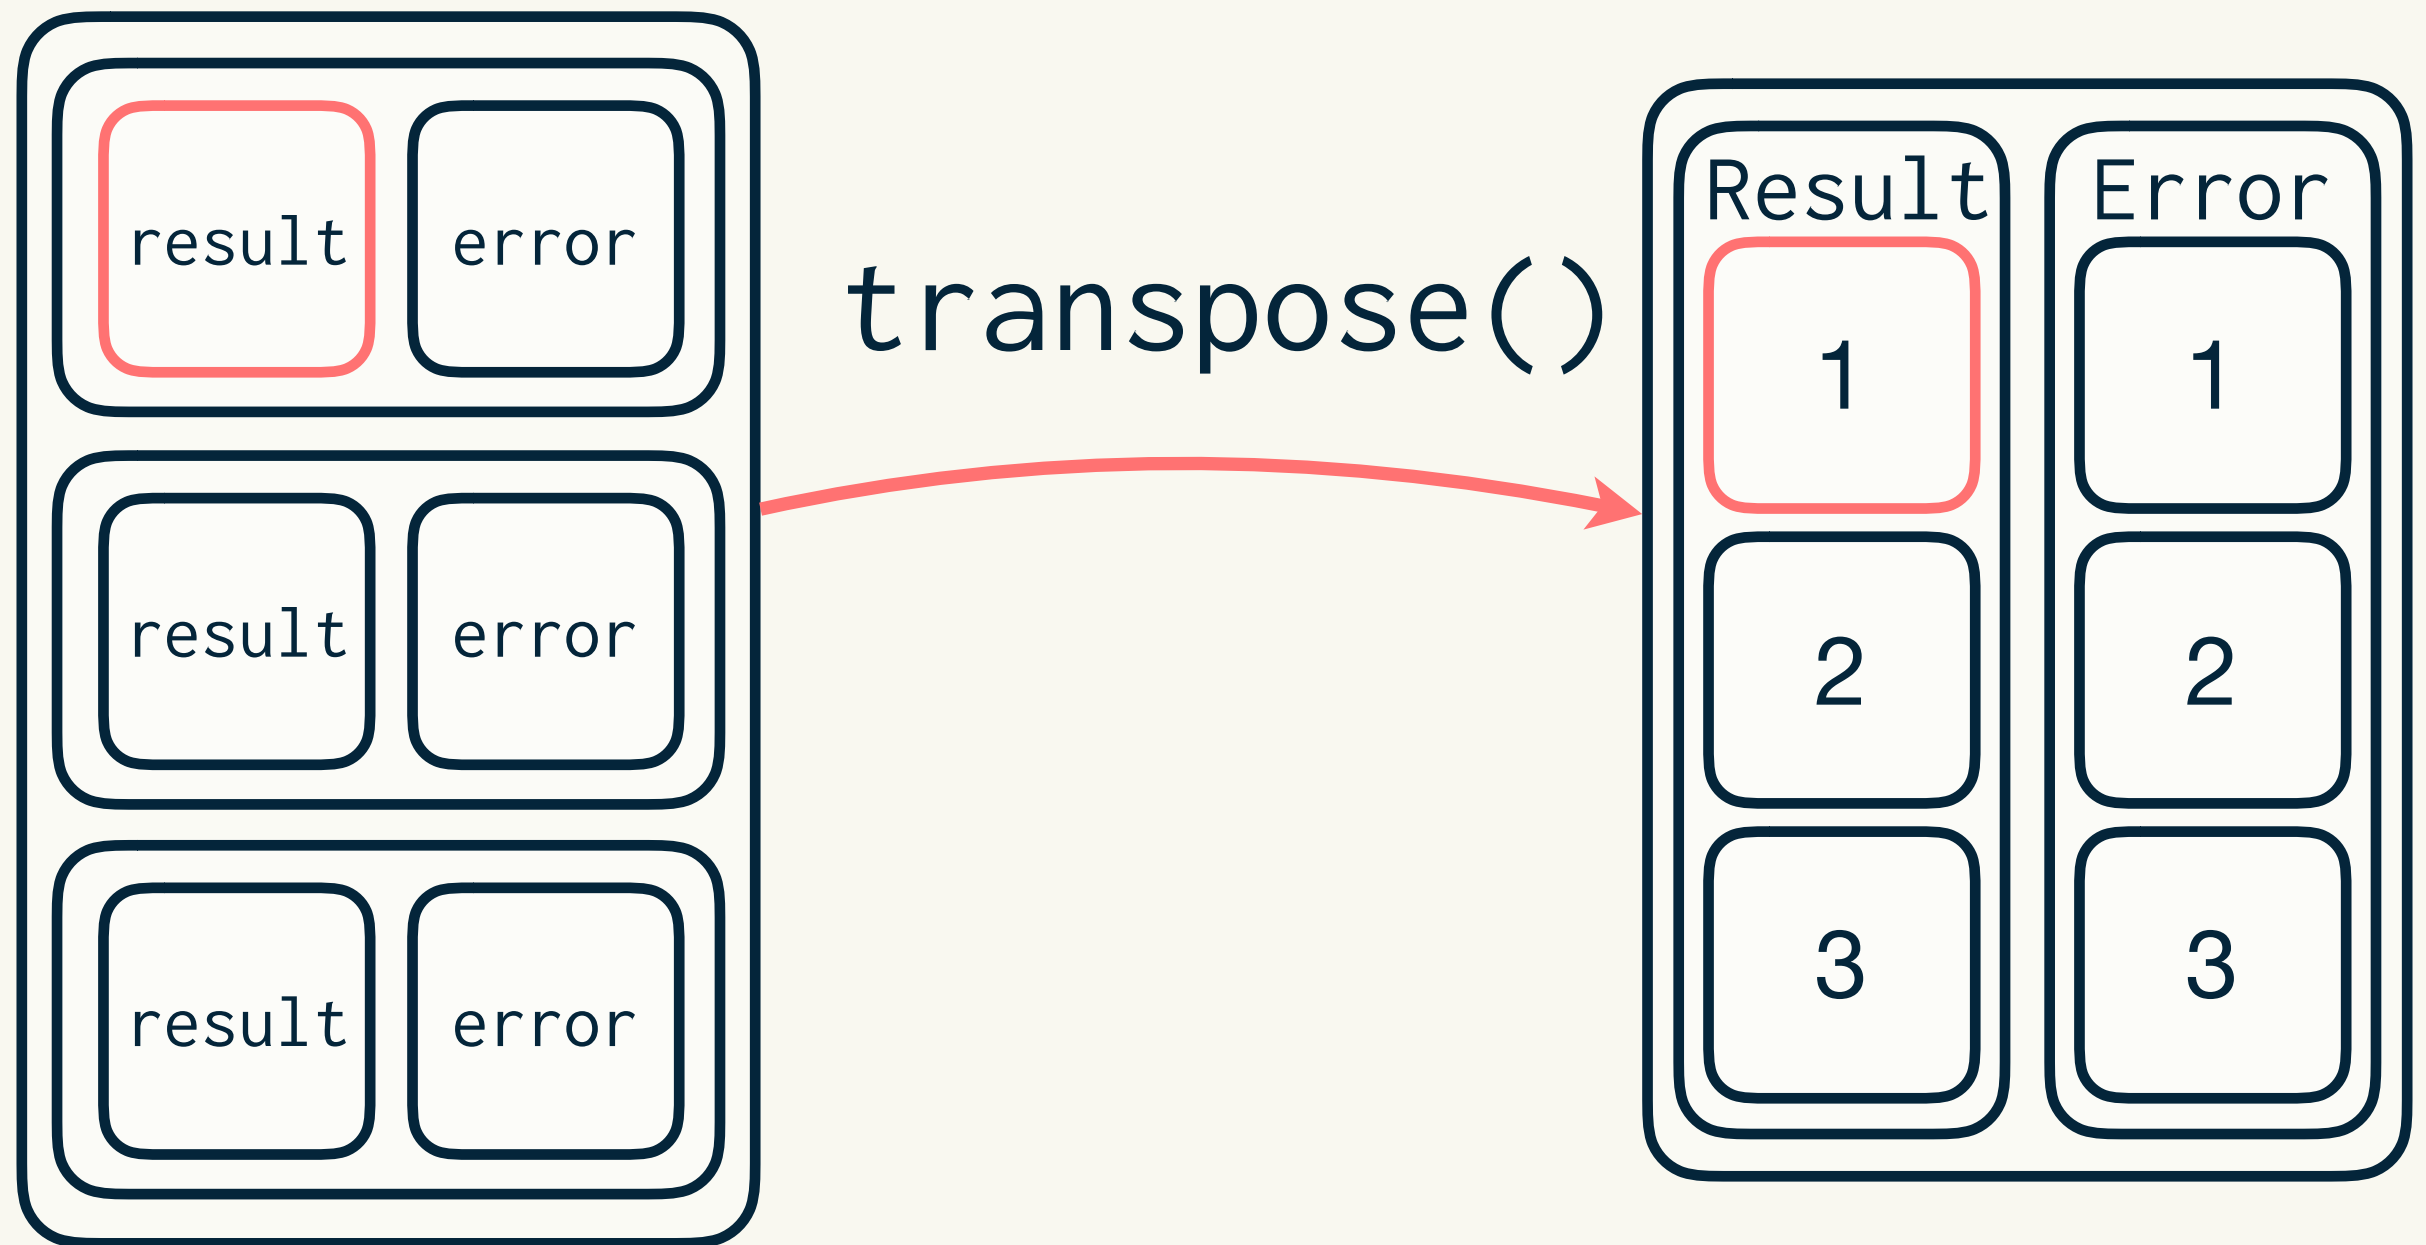 result error
result error
result error
transpose()
Result Error
1 1
2 2
3 3